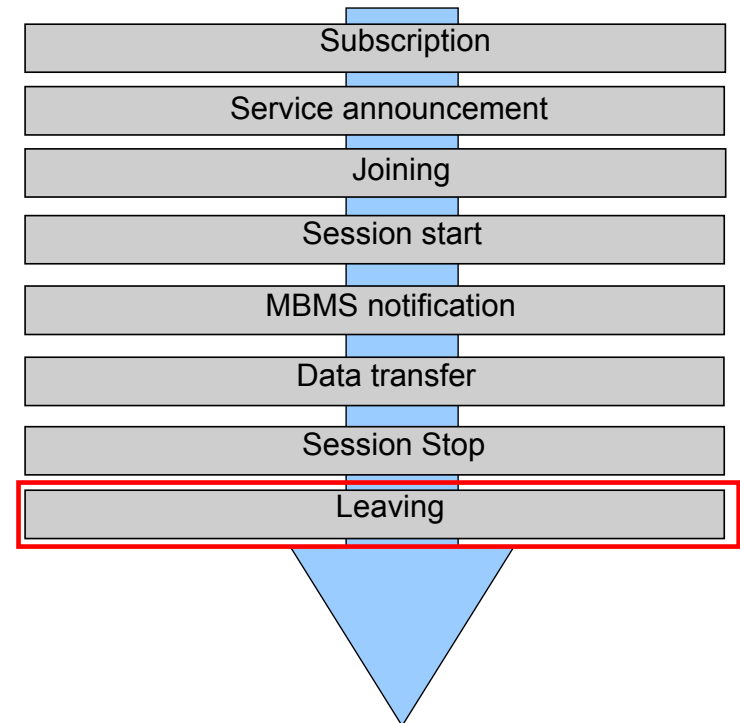 Subscription
Service announcement
Joining
Session start
MBMS notification
Data transfer
Session Stop
Leaving